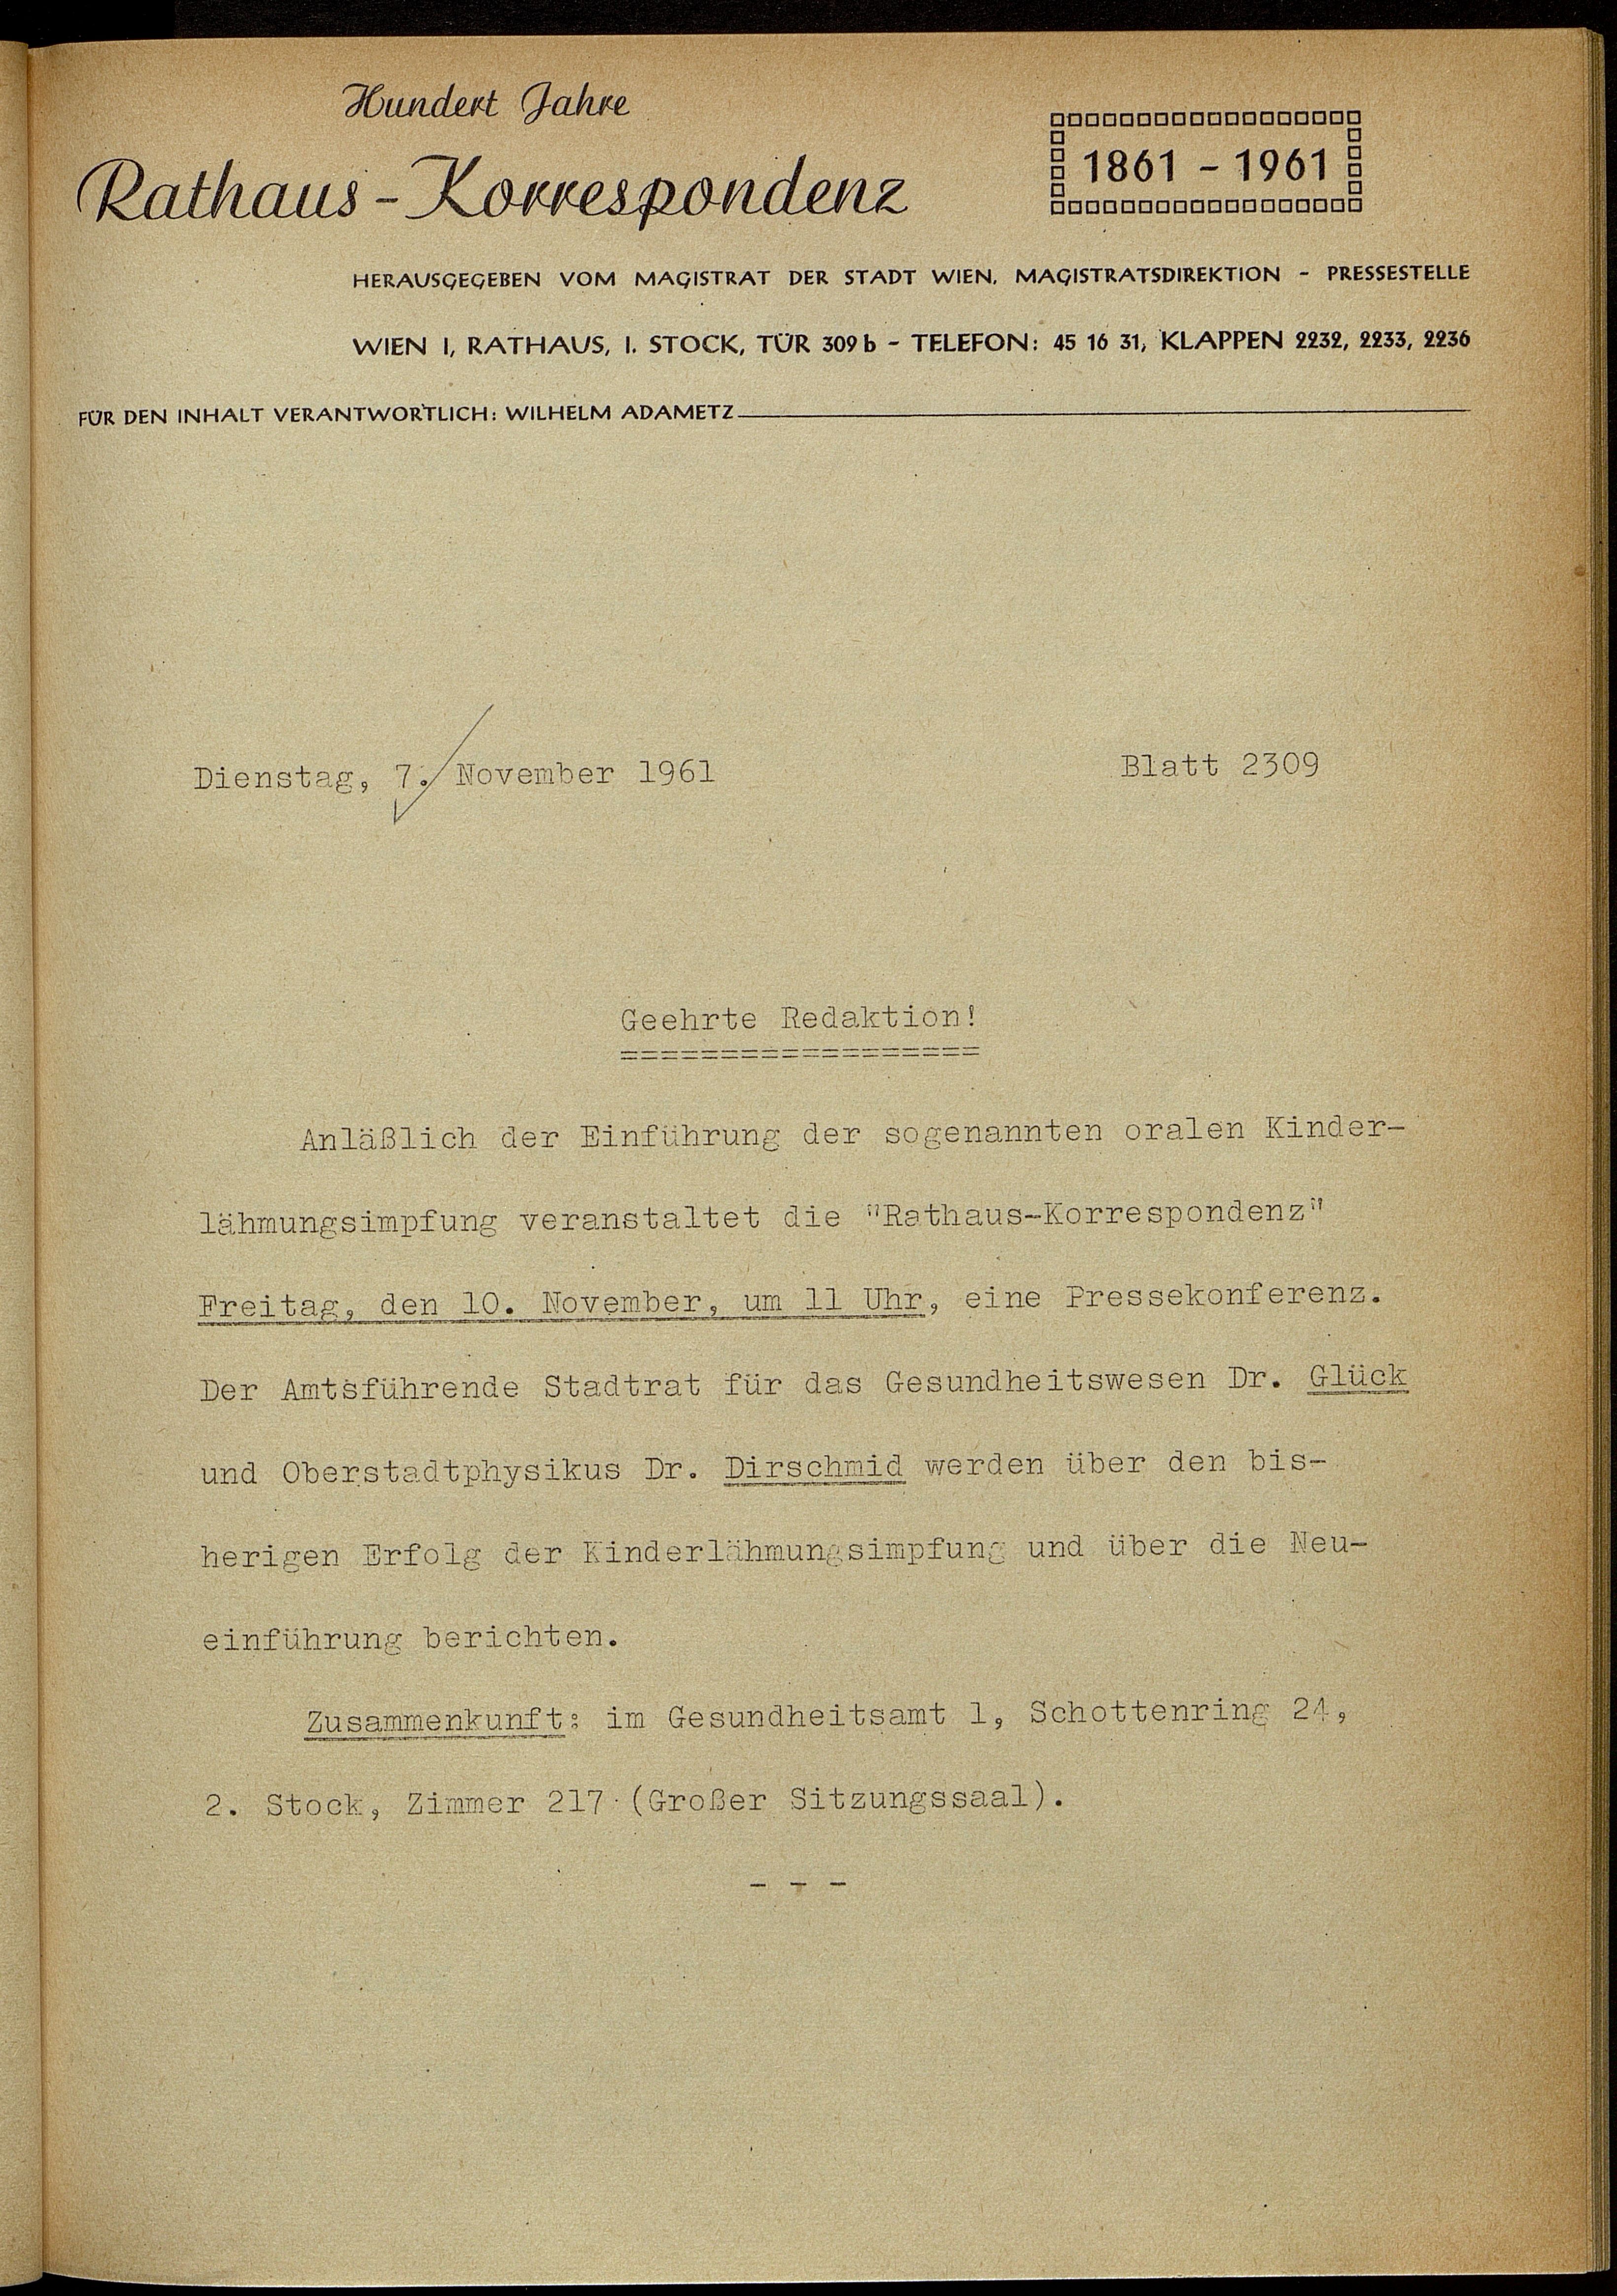 Hundert Jahre
Rathaus-Korrespondenz
1861 - 1961
HERAUSGEGEBEN VOM MAGISTRAT DER STADT WIEN, MAGISTRATSDIREKTION - PRESSESTELLE
WIEN I, RATHAUS, I. STOCK, TÜR 309 b - TELEFON: 45 16 31, KLAPPEN 2232, 2233, 2236
FÜR DEN INHALT VERANTWORTLICH: WILHELM ADAMETZ
Dienstag, 7. November 1961
Blatt 2309
Geehrte Redaktion!
==================
Anläßlich der Einführung der sogenannten oralen Kinder-
lähmungsimpfung veranstaltet die "Rathaus-Korrespondenz"
Freitag, den 10. November, um 11 Uhr, eine Pressekonferenz.
Der Amtsführende Stadtrat für das Gesundheitswesen Dr. Glück
und Oberstadtphysikus Dr. Dirschmid werden über den bis-
herigen Erfolg der Kinderlähmungsimpfung und über die Neu-
einführung berichten.
Zusammenkunft: im Gesundheitsamt 1, Schottenring 24,
2. Stock, Zimmer 217 (Großer Sitzungssaal).
- - -